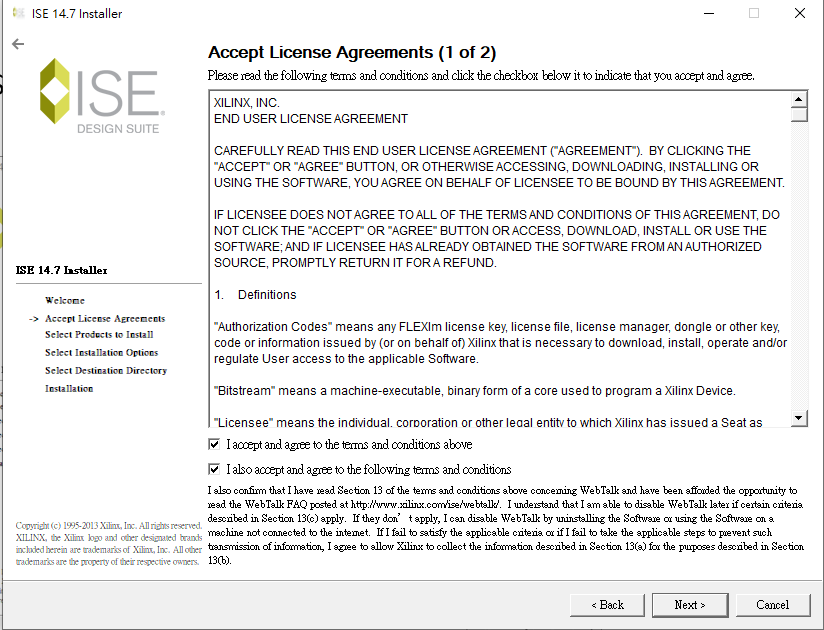 ISE 14.7 Installer
ISE
DESIGN SUITE
ISE 14.7 Installer
Welcome
-> Accept License Agreements
Select Products to Install
Select Installation Options
Select Destination Directory
Installation
Copyright (c) 1995-2013 Xilinx, Inc. All rights reserved.
XILINX, the Xilinx logo and other designated brands
included herein are trademarks of Xilinx, Inc. All other
trademarks are the property of their respective owners.
Accept License Agreements (1 of 2)
Please read the following terms and conditions and click the checkbox below it to indicate that you accept and agree.
XILINX, INC.
END USER LICENSE AGREEMENT
CAREFULLY READ THIS END USER LICENSE AGREEMENT ("AGREEMENT"). BY CLICKING THE
"ACCEPT" OR "AGREE" BUTTON, OR OTHERWISE ACCESSING, DOWNLOADING, INSTALLING OR
USING THE SOFTWARE, YOU AGREE ON BEHALF OF LICENSEE TO BE BOUND BY THIS AGREEMENT.
IF LICENSEE DOES NOT AGREE TO ALL OF THE TERMS AND CONDITIONS OF THIS AGREEMENT, DO
NOT CLICK THE "ACCEPT" OR "AGREE" BUTTON OR ACCESS, DOWNLOAD, INSTALL OR USE THE
SOFTWARE; AND IF LICENSEE HAS ALREADY OBTAINED THE SOFTWARE FROM AN AUTHORIZED
SOURCE, PROMPTLY RETURN IT FOR A REFUND.
1. Definitions
"Authorization Codes" means any FLEXlm license key, license file, license manager, dongle or other key,
code or information issued by (or on behalf of) Xilinx that is necessary to download, install, operate and/or
regulate User access to the applicable Software.
"Bitstream" means a machine-executable, binary form of a core used to program a Xilinx Device.
"Licensee" means the individual, corporation or other legal entity to which Xilinx has issued a Seat as
I accept and agree to the terms and conditions above
I also accept and agree to the following terms and conditions
I also confirm that I have read Section 13 of the terms and conditions above concerning WebTalk and have been afforded the opportunity to
read the WebTalk FAQ posted at http://www.xilinx.com/ise/webtalk/. I understand that I am able to disable WebTalk later if certain criteria
described in Section 13(c) apply. If they don't apply, I can disable WebTalk by uninstalling the Software or using the Software on a
machine not connected to the internet. If I fail to satisfy the applicable criteria or if I fail to take the applicable steps to prevent such
transmission of information, I agree to allow Xilinx to collect the information described in Section 13(a) for the purposes described in Section
13(b).
< Back
Next >
Cancel